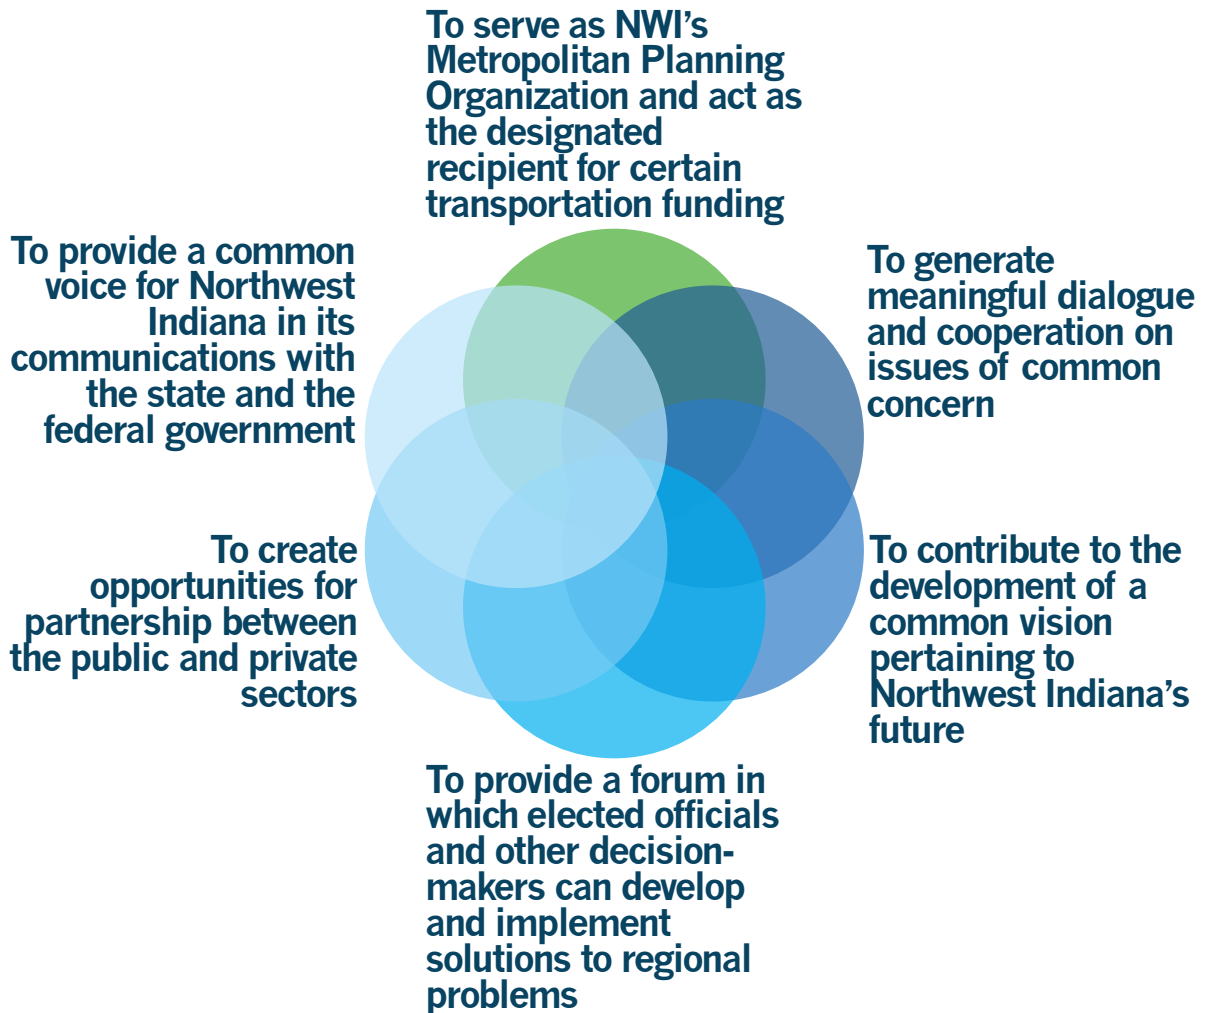 To serve as NWI’s
Metropolitan Planning
Organization and act as
the designated
recipient for certain
transportation funding
To generate
meaningful dialogue
and cooperation on
issues of common
concern
To contribute to the
development of a
common vision
pertaining to
Northwest Indiana’s
future
To provide a forum in
which elected officials
and other decision-
makers can develop
and implement
solutions to regional
problems
To create
opportunities for
partnership between
the public and private
sectors
To provide a common
voice for Northwest
Indiana in its
communications with
the state and the
federal government